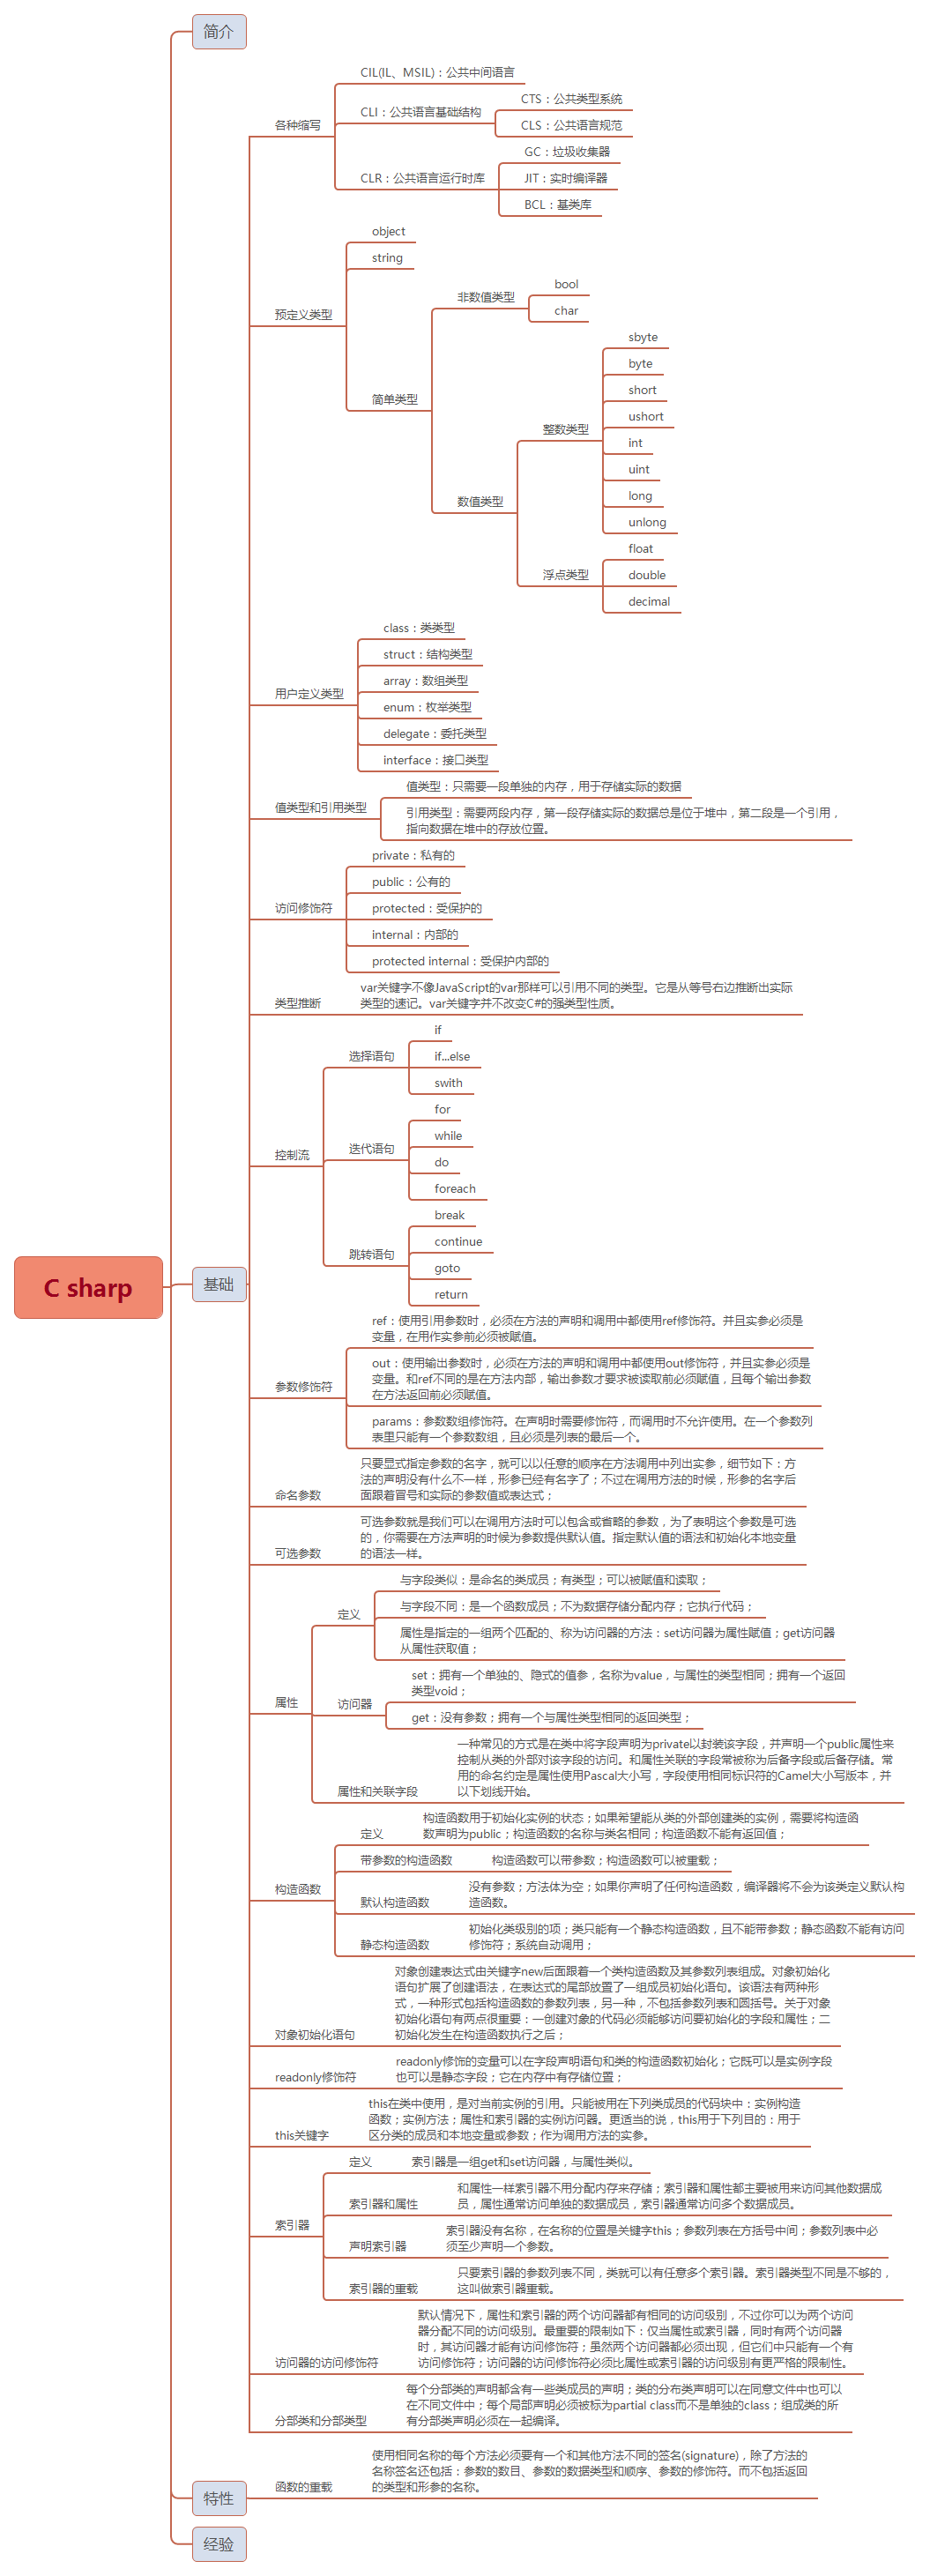 简介
CIL(IL、MSIL)：公共中间语言
CTS：公共类型系统
CLI：公共语言基础结构
CLS：公共语言规范
各种缩写
GC：垃圾收集器
CLR：公共语言运行时库
JIT：实时编译器
BCL：基类库
object
string
bool
非数值类型
char
预定义类型
sbyte
byte
short
简单类型
ushort
整数类型
int
uint
long
数值类型
unlong
float
浮点类型
double
decimal
class：类类型
struct：结构类型
array：数组类型
用户定义类型
enum：枚举类型
delegate：委托类型
interface：接口类型
值类型：只需要一段单独的内存，用于存储实际的数据
值类型和引用类型
引用类型：需要两段内存，第一段存储实际的数据总是位于堆中，第二段是一个引用，
指向数据在堆中的存放位置。
private：私有的
public：公有的
访问修饰符
protected：受保护的
internal：内部的
protected internal：受保护内部的
类型推断
var关键字不像JavaScript的var那样可以引用不同的类型。它是从等号右边推断出实际
类型的速记。var关键字并不改变C#的强类型性质。
if
选择语句
if...else
swith
for
while
迭代语句
控制流
do
foreach
break
continue
跳转语句
goto
return
C sharp
基础
ref：使用引用参数时，必须在方法的声明和调用中都使用ref修饰符。并且实参必须是
变量，在用作实参前必须被赋值。
out：使用输出参数时，必须在方法的声明和调用中都使用out修饰符，并且实参必须是
变量。和ref不同的是在方法内部，输出参数才要求被读取前必须赋值，且每个输出参数
在方法返回前必须赋值。
参数修饰符
params：参数数组修饰符。在声明时需要修饰符，而调用时不允许使用。在一个参数列
表里只能有一个参数数组，且必须是列表的最后一个。
只要显式指定参数的名字，就可以以任意的顺序在方法调用中列出实参，细节如下：方
法的声明没有什么不一样，形参已经有名字了；不过在调用方法的时候，形参的名字后
面跟着冒号和实际的参数值或表达式；
命名参数
可选参数就是我们可以在调用方法时可以包含或省略的参数，为了表明这个参数是可选
的，你需要在方法声明的时候为参数提供默认值。指定默认值的语法和初始化本地变量
的语法一样。
可选参数
与字段类似：是命名的类成员；有类型；可以被赋值和读取；
定义
与字段不同：是一个函数成员；不为数据存储分配内存；它执行代码；
属性是指定的一组两个匹配的、称为访问器的方法：set访问器为属性赋值；get访问器
从属性获取值；
属性
set：拥有一个单独的、隐式的值参，名称为value，与属性的类型相同；拥有一个返回
类型void；
访问器
get：没有参数；拥有一个与属性类型相同的返回类型；
一种常见的方式是在类中将字段声明为private以封装该字段，并声明一个public属性来
控制从类的外部对该字段的访问。和属性关联的字段常被称为后备字段或后备存储。常
用的命名约定是属性使用Pascal大小写，字段使用相同标识符的Camel大小写版本，并
以下划线开始。
属性和关联字段
构造函数用于初始化实例的状态；如果希望能从类的外部创建类的实例，需要将构造函
数声明为public；构造函数的名称与类名相同；构造函数不能有返回值；
定义
带参数的构造函数
构造函数可以带参数；构造函数可以被重载；
构造函数
没有参数；方法体为空；如果你声明了任何构造函数，编译器将不会为该类定义默认构
造函数。
默认构造函数
初始化类级别的项；类只能有一个静态构造函数，且不能带参数；静态函数不能有访问
修饰符；系统自动调用；
静态构造函数
对象创建表达式由关键字new后面跟着一个类构造函数及其参数列表组成。对象初始化
语句扩展了创建语法，在表达式的尾部放置了一组成员初始化语句。该语法有两种形
式，一种形式包括构造函数的参数列表，另一种，不包括参数列表和圆括号。关于对象
初始化语句有两点很重要：一创建对象的代码必须能够访问要初始化的字段和属性；二
初始化发生在构造函数执行之后；
对象初始化语句
readonly修饰的变量可以在字段声明语句和类的构造函数初始化；它既可以是实例字段
也可以是静态字段；它在内存中有存储位置；
readonly修饰符
this在类中使用，是对当前实例的引用。只能被用在下列类成员的代码块中：实例构造
函数；实例方法；属性和索引器的实例访问器。更适当的说，this用于下列目的：用于
区分类的成员和本地变量或参数；作为调用方法的实参。
this关键字
定义
索引器是一组get和set访问器，与属性类似。
和属性一样索引器不用分配内存来存储；索引器和属性都主要被用来访问其他数据成
员，属性通常访问单独的数据成员，索引器通常访问多个数据成员。
索引器和属性
索引器
索引器没有名称，在名称的位置是关键字this；参数列表在方括号中间；参数列表中必
须至少声明一个参数。
声明索引器
只要索引器的参数列表不同，类就可以有任意多个索引器。索引器类型不同是不够的，
这叫做索引器重载。
索引器的重载
默认情况下，属性和索引器的两个访问器都有相同的访问级别，不过你可以为两个访问
器分配不同的访问级别。最重要的限制如下：仅当属性或索引器，同时有两个访问器
时，其访问器才能有访问修饰符；虽然两个访问器都必须出现，但它们中只能有一个有
访问修饰符；访问器的访问修饰符必须比属性或索引器的访问级别有更严格的限制性。
访问器的访问修饰符
每个分部类的声明都含有一些类成员的声明；类的分布类声明可以在同意文件中也可以
在不同文件中；每个局部声明必须被标为partial class而不是单独的class；组成类的所
有分部类声明必须在一起编译。
分部类和分部类型
使用相同名称的每个方法必须要有一个和其他方法不同的签名(signature)，除了方法的
名称签名还包括：参数的数目、参数的数据类型和顺序、参数的修饰符。而不包括返回
的类型和形参的名称。
函数的重载
特性
经验